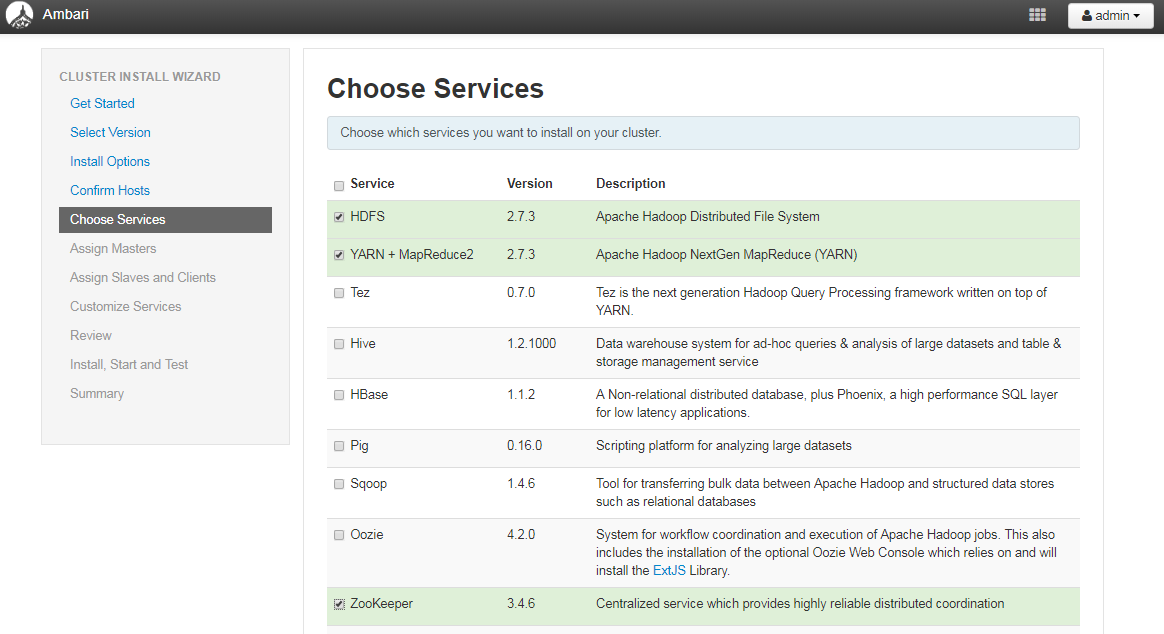 Ambari
admin
CLUSTER INSTALL WIZARD
Get Started
Select Version
Install Options
Confirm Hosts
Choose Services
Assign Masters
Assign Slaves and Clients
Customize Services
Review
Install, Start and Test
Summary
Choose Services
Choose which services you want to install on your cluster.
Service Version Description
HDFS 2.7.3 Apache Hadoop Distributed File System
YARN + MapReduce2 2.7.3 Apache Hadoop NextGen MapReduce (YARN)
Tez 0.7.0 Tez is the next generation Hadoop Query Processing framework written on top of
YARN.
Hive 1.2.1000 Data warehouse system for ad-hoc queries & analysis of large datasets and table &
storage management service
HBase 1.1.2 A Non-relational distributed database, plus Phoenix, a high performance SQL layer
for low latency applications.
Pig 0.16.0 Scripting platform for analyzing large datasets
Sqoop 1.4.6 Tool for transferring bulk data between Apache Hadoop and structured data stores
such as relational databases
Oozie 4.2.0 System for workflow coordination and execution of Apache Hadoop jobs. This also
includes the installation of the optional Oozie Web Console which relies on and will
install the ExtJS Library.
ZooKeeper 3.4.6 Centralized service which provides highly reliable distributed coordination